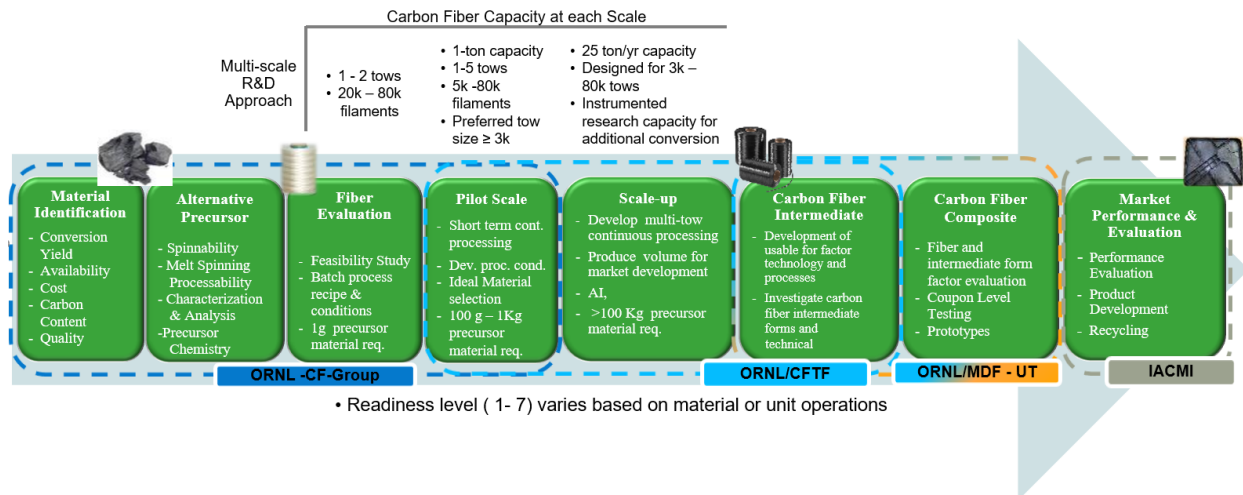 Carbon Fiber Capacity at each Scale
Multi-scale
R&D
Approach
• 1 - 2 tows
• 20k – 80k
filaments
• 1-ton capacity
• 1-5 tows
• 5k -80k
filaments
• Preferred tow
size ≥ 3k
• 25 ton/yr capacity
• Designed for 3k –
80k tows
• Instrumented
research capacity for
additional conversion
Material
Identification
- Conversion
Yield
- Availability
- Cost
- Carbon
Content
- Quality
Alternative
Precursor
- Spinnability
- Melt Spinning
Processability
- Characterization
& Analysis
-Precursor
Chemistry
Fiber
Evaluation
- Feasibility Study
- Batch process
recipe &
conditions
- 1g precursor
material req.
Pilot Scale
- Short term cont.
processing
- Dev. proc. cond.
- Ideal Material
selection
- 100 g – 1Kg
precursor
material req.
Scale-up
- Develop multi-tow
continuous processing
- Produce volume for
market development
- AI,
- >100 Kg precursor
material req.
Carbon Fiber
Intermediate
- Development of
usable for factor
technology and
processes
- Investigate carbon
fiber intermediate
forms and
technical
Carbon Fiber
Composite
- Fiber and
intermediate form
factor evaluation
- Coupon Level
Testing
- Prototypes
Market
Performance &
Evaluation
- Performance
Evaluation
- Product
Development
- Recycling
ORNL -CF-Group
ORNL/CFTF
ORNL/MDF - UT
IACMI
• Readiness level ( 1- 7) varies based on material or unit operations